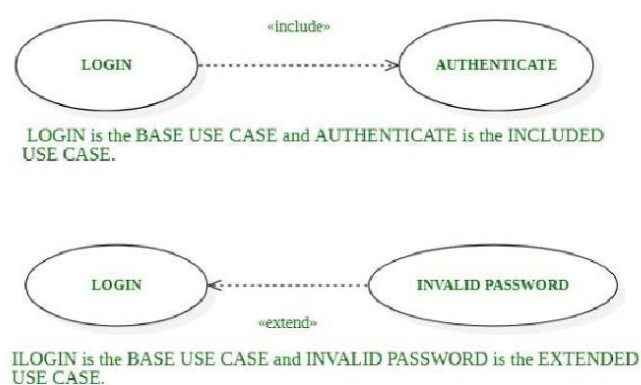 «include»
LOGIN
AUTHENTICATE
LOGIN is the BASE USE CASE and AUTHENTICATE is the INCLUDED
USE CASE.
LOGIN
INVALID PASSWORD
«extend»
ILOGIN is the BASE USE CASE and INVALID PASSWORD is the EXTENDED
USE CASE.